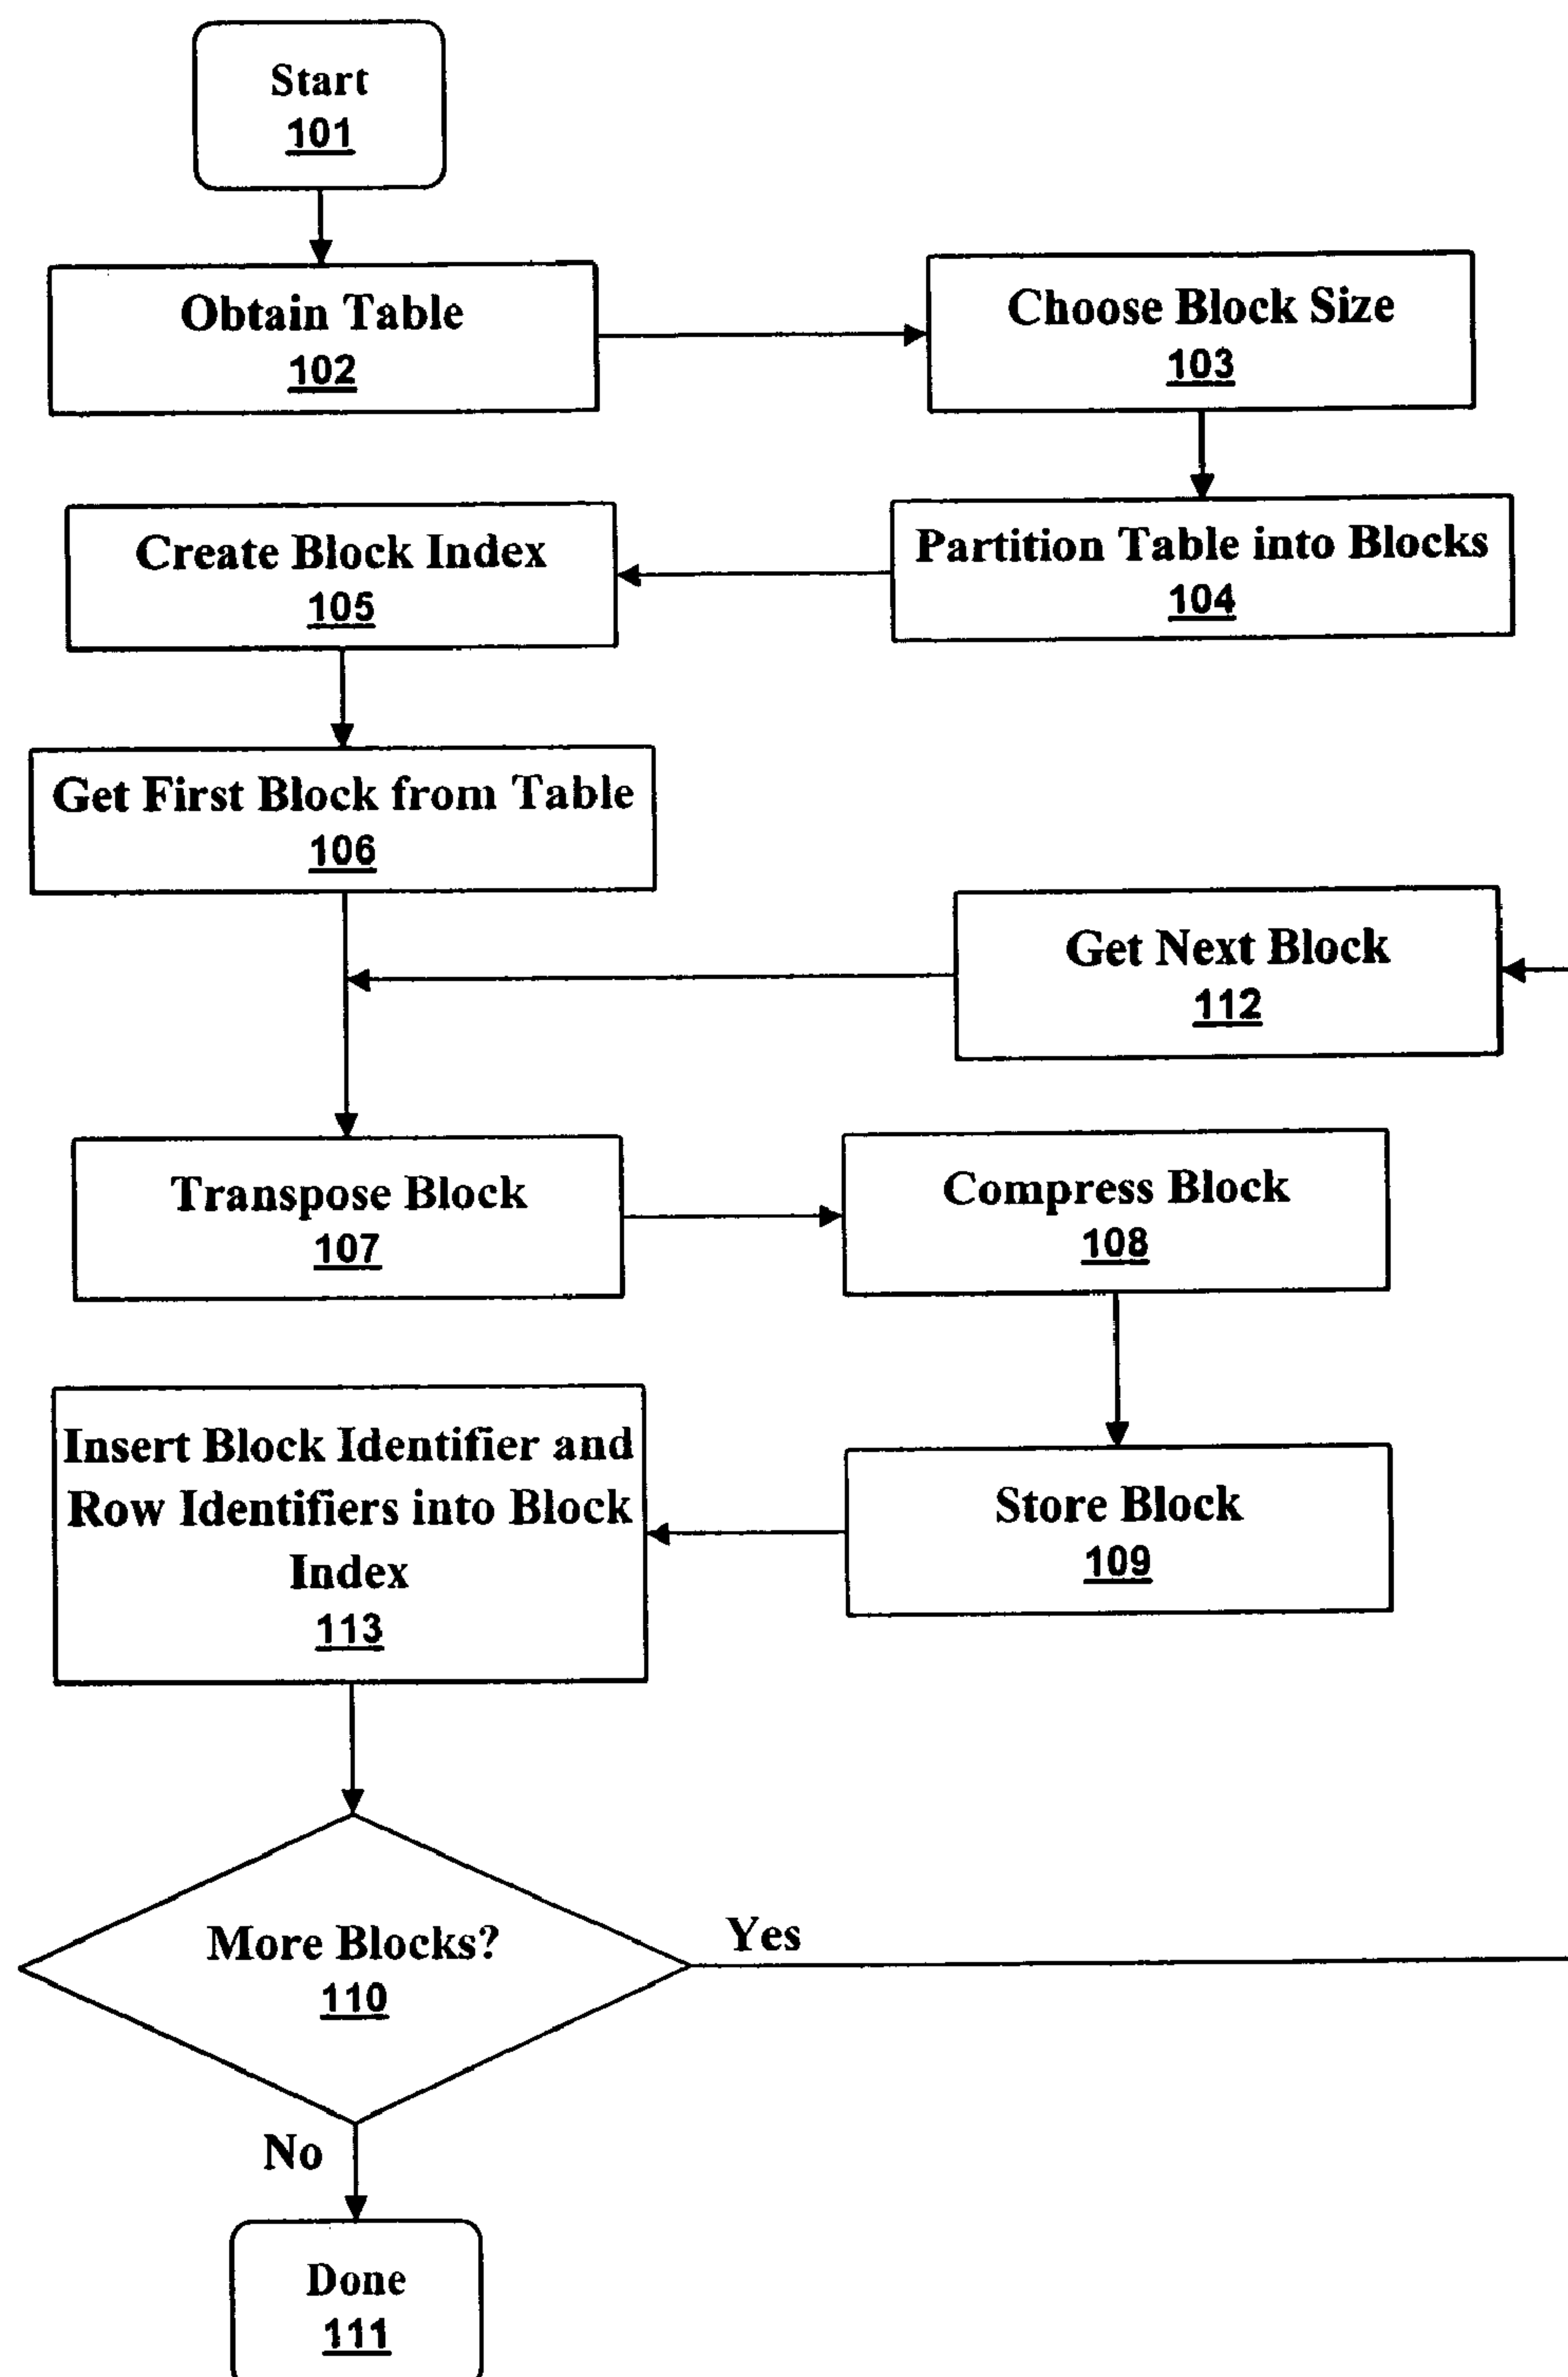 Start
101
Obtain Table
102
Choose Block Size
103
Partition Table into Blocks
104
Create Block Index
105
Get First Block from Table
106
Get Next Block
112
Transpose Block
107
Compress Block
108
Store Block
109
Insert Block Identifier and
Row Identifiers into Block
Index
113
More Blocks?
110
Yes
No
Done
111